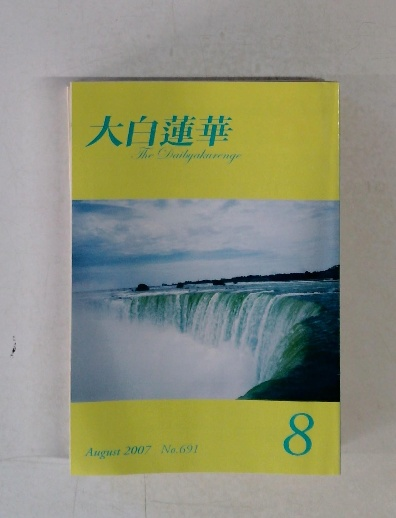 大白蓮華
The Daibyakurenge
August 2007 No.691
8